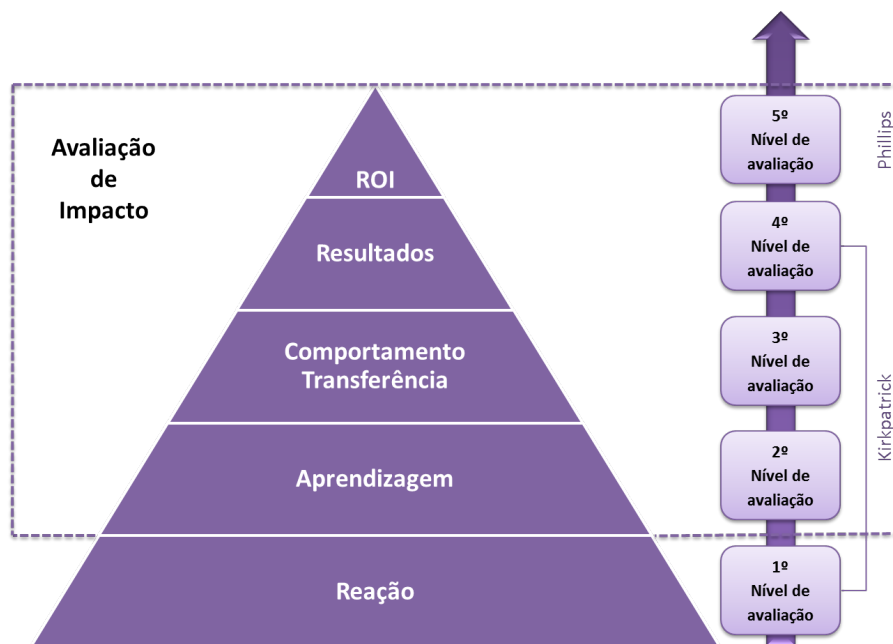 Avaliação
de
Impacto
ROI
Resultados
Comportamento
Transferência
Aprendizagem
Reação
5º
Nível de
avaliação
4º
Nível de
avaliação
3º
Nível de
avaliação
2º
Nível de
avaliação
1º
Nível de
avaliação
Phillips
Kirkpatrick